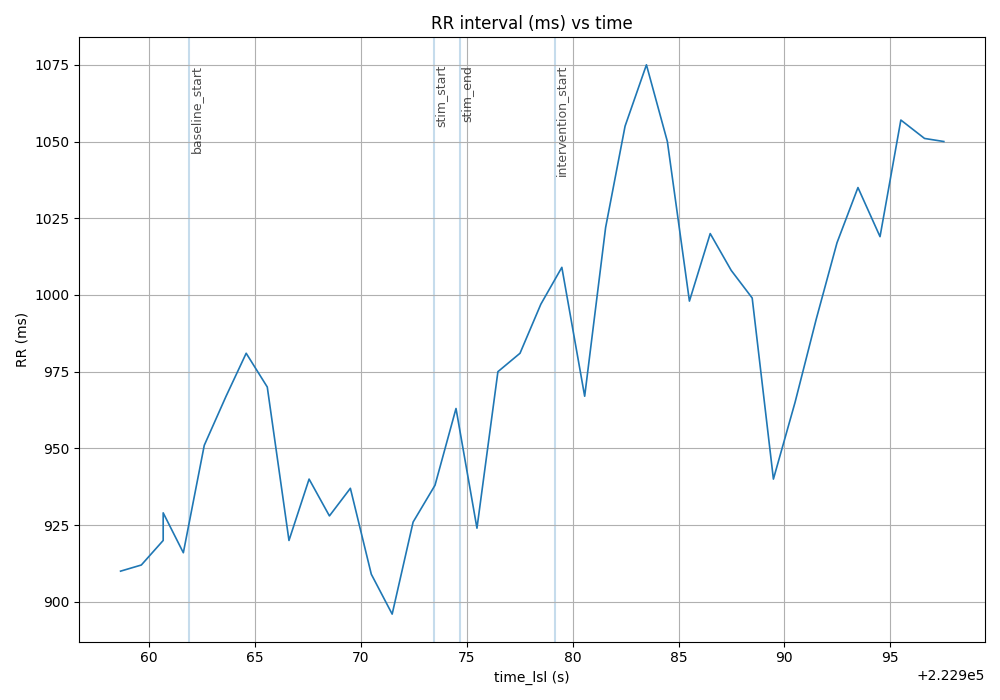 RR interval (ms) vs time
1075
1050
1025
1000
975
950
925
900
RR (ms)
baseline_start
stim_start
stim_end
intervention_start
60
65
70
75
80
85
90
95
time_lsl (s)
+2.229e5